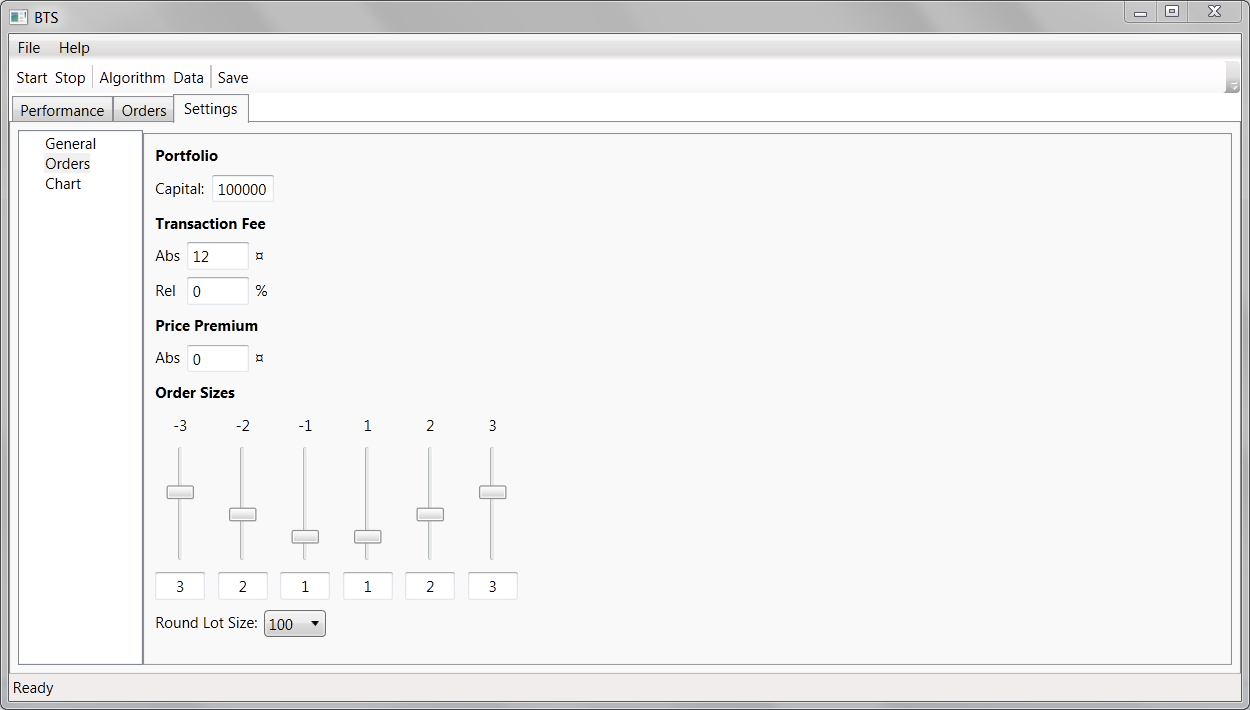 BTS
File Help
Start Stop Algorithm Data Save
Performance Orders Settings
General
Orders
Chart
Portfolio
Capital: 100000
Transaction Fee
Abs 12 ¤
Rel 0 %
Price Premium
Abs 0 ¤
Order Sizes
-3 -2 -1 1 2 3
3 2 1 1 2 3
Round Lot Size: 100
Ready